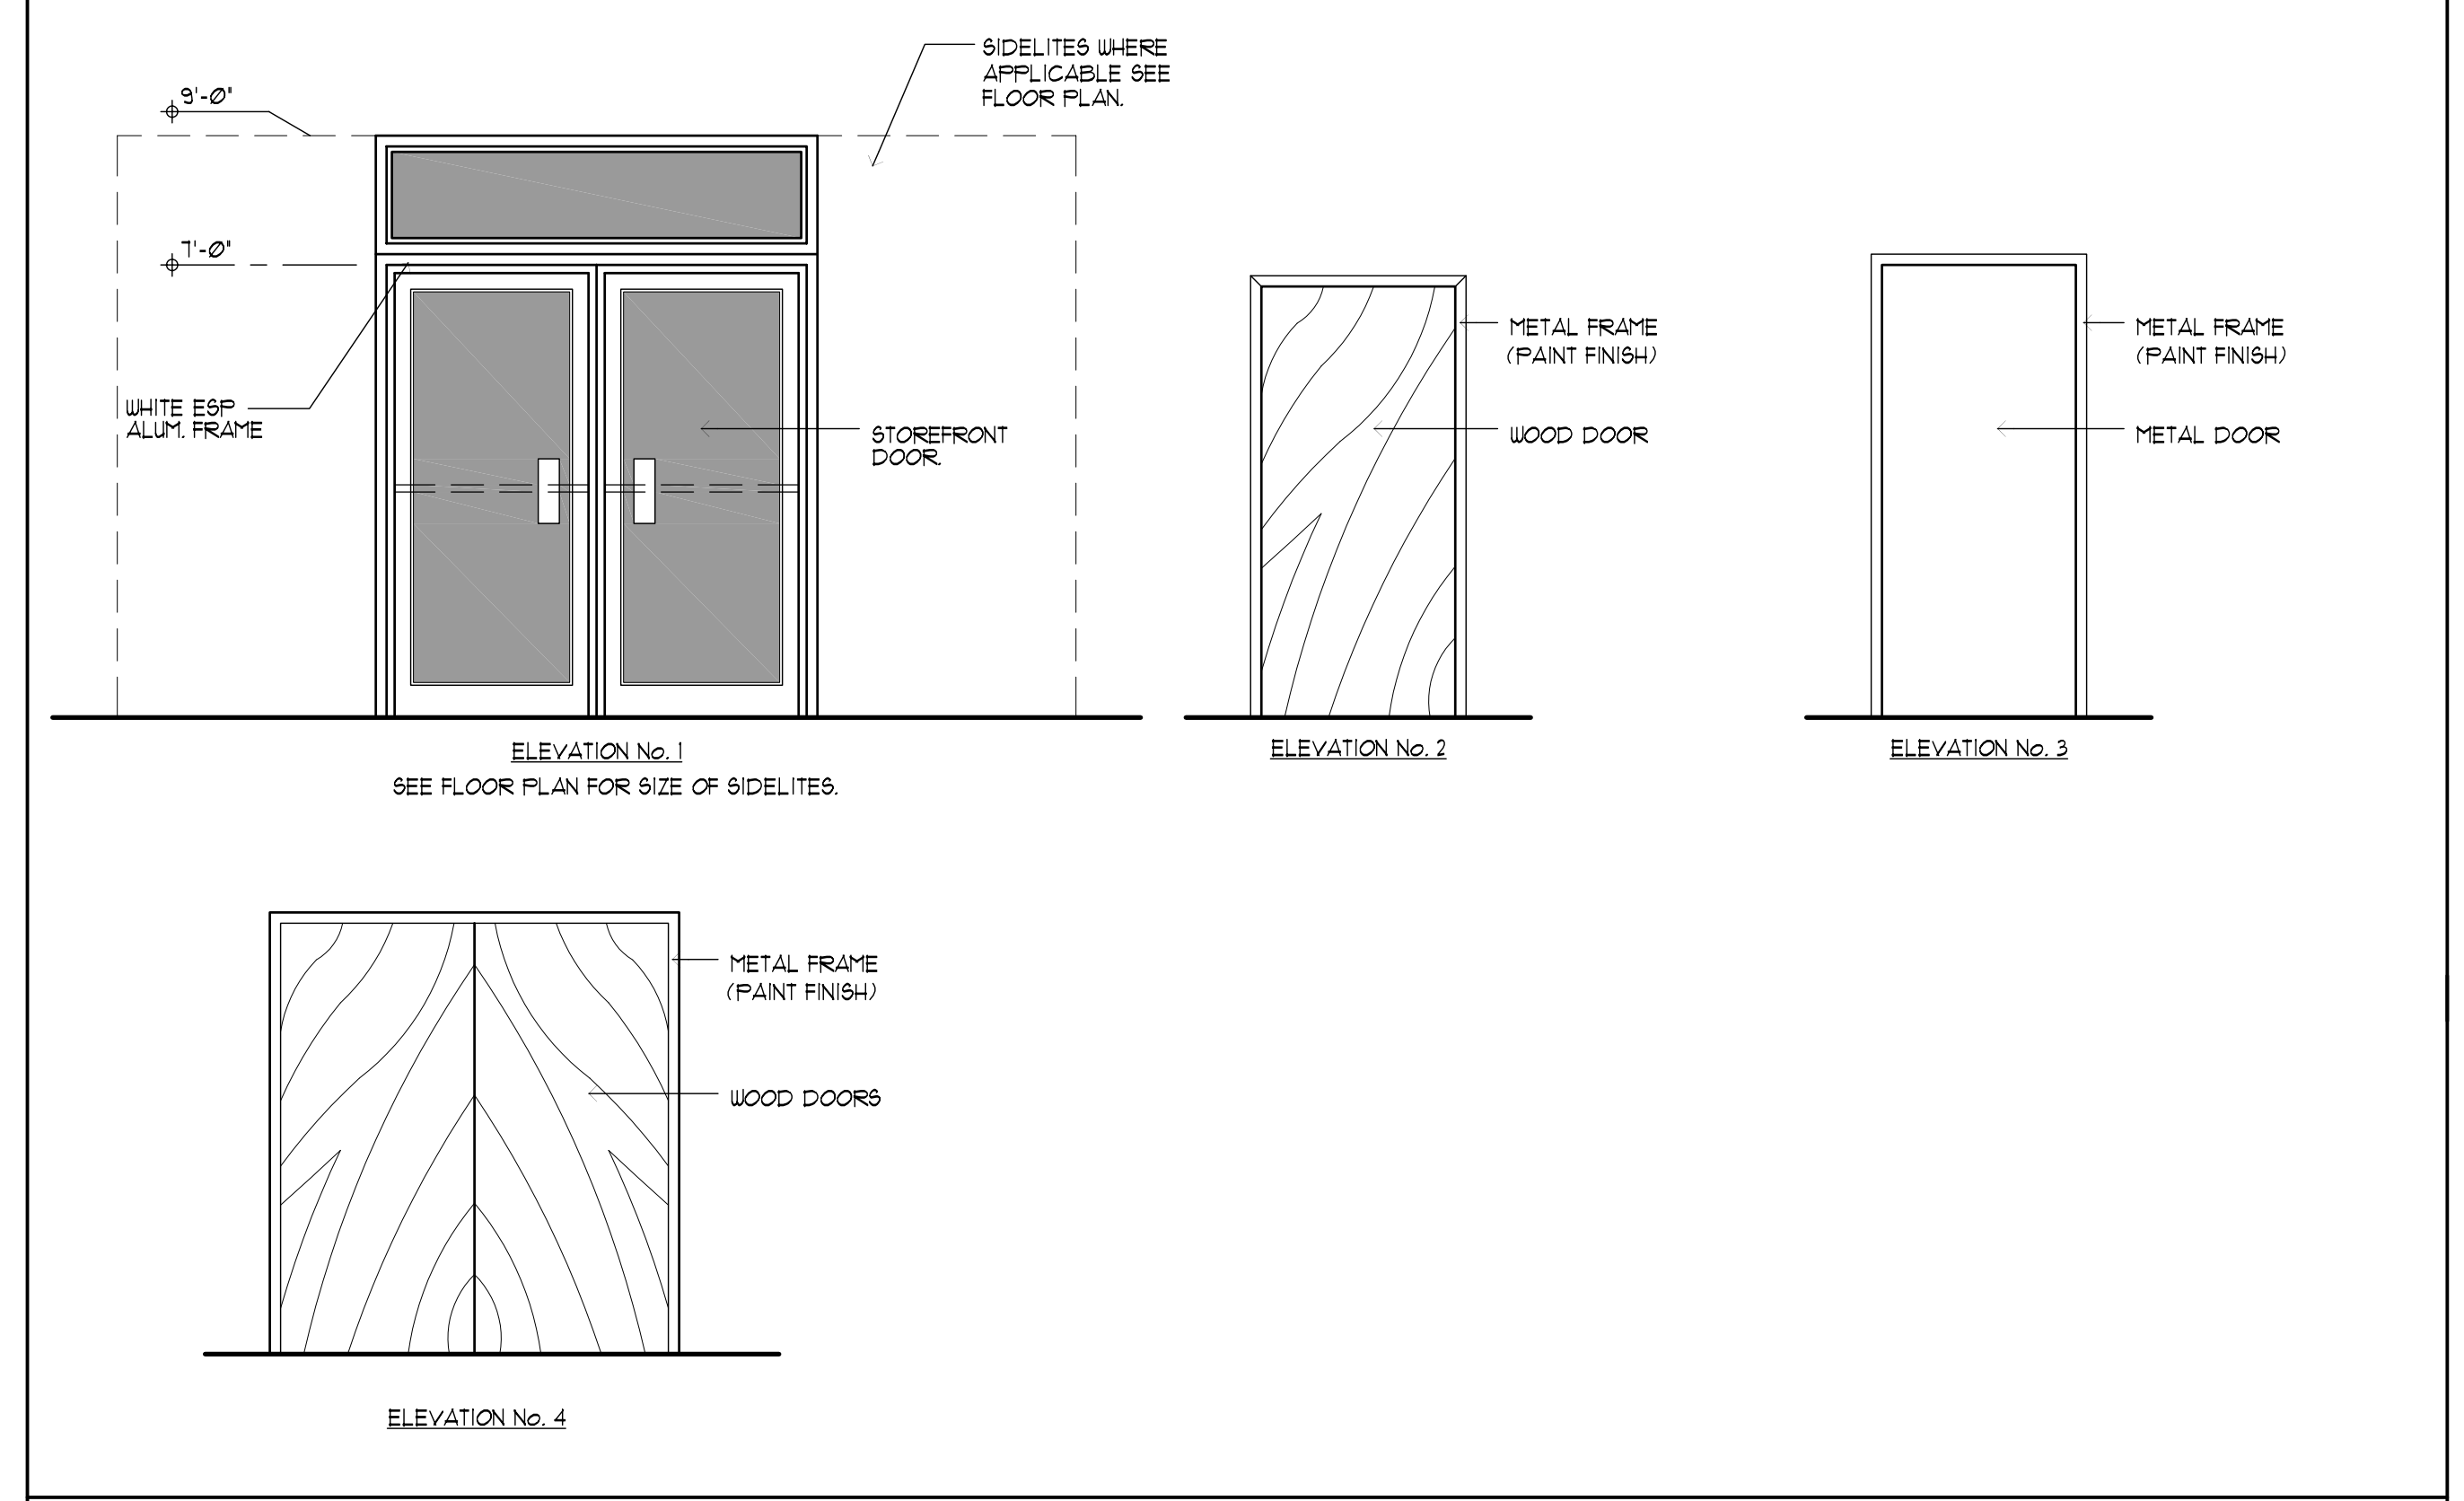 SIDELITES WHERE
APPLICABLE SEE
FLOOR PLAN.
9'-0"
7'-0"
WHITE ESP
ALUM. FRAME
STOREFRONT
DOOR.
ELEVATION No. 1
SEE FLOOR PLAN FOR SIZE OF SIDELITES.
METAL FRAME
(PAINT FINISH)
WOOD DOOR
ELEVATION No. 2
METAL FRAME
(PAINT FINISH)
METAL DOOR
ELEVATION No. 3
METAL FRAME
(PAINT FINISH)
WOOD DOORS
ELEVATION No. 4